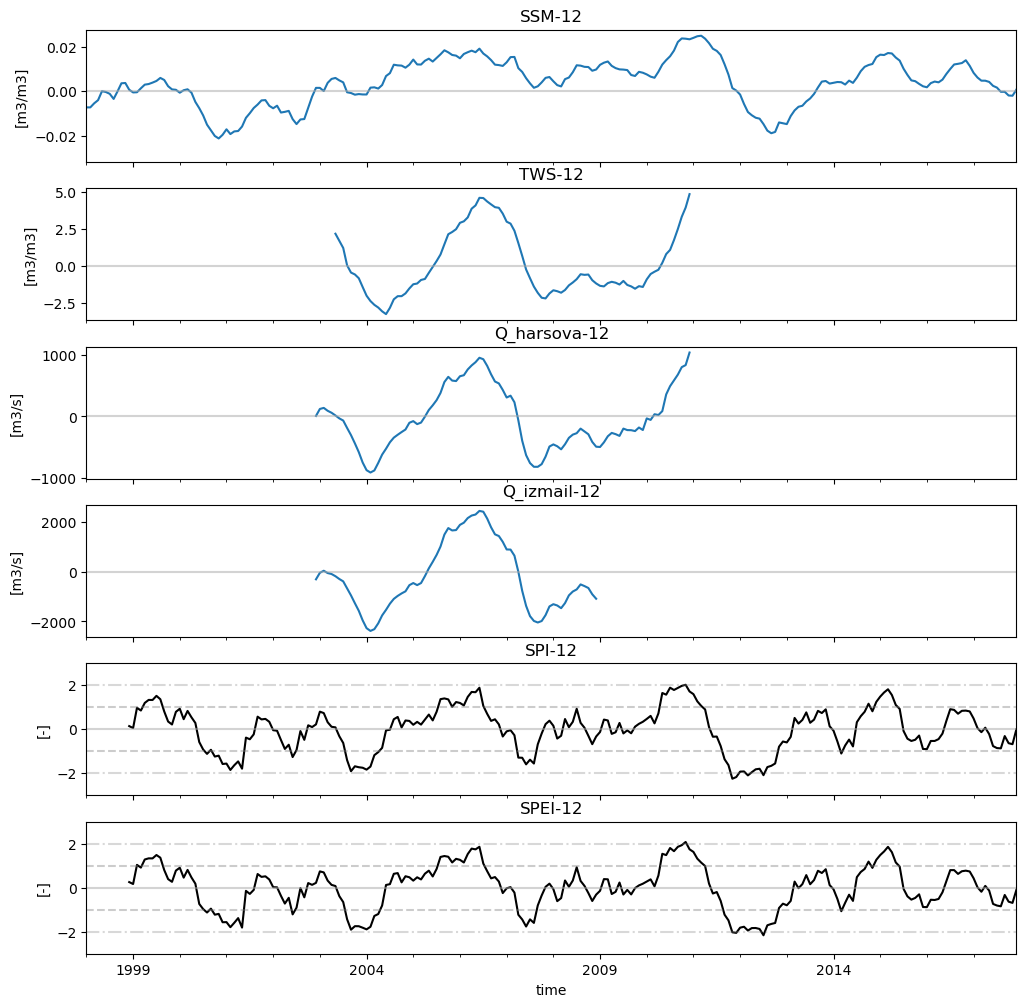 SSM-12
[m3/m3]
0.02
0.00
−0.02
TWS-12
[m3/m3]
5.0
2.5
0.0
−2.5
Q_harsova-12
[m3/s]
1000
0
−1000
Q_izmail-12
[m3/s]
2000
0
−2000
SPI-12
[-]
2
0
−2
SPEI-12
[-]
2
0
−2
1999 2004 2009 2014
time